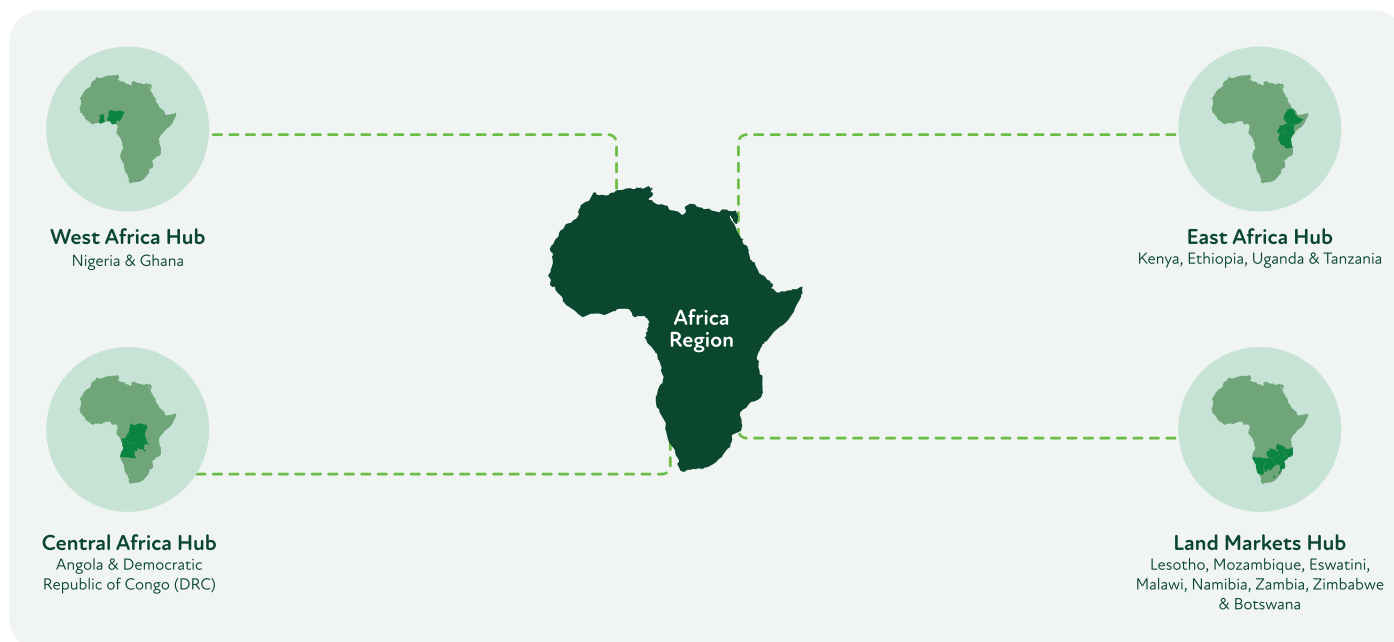 West Africa Hub
Nigeria & Ghana
East Africa Hub
Kenya, Ethiopia, Uganda & Tanzania
Africa
Region
Central Africa Hub
Angola & Democratic
Republic of Congo (DRC)
Land Markets Hub
Lesotho, Mozambique, Eswatini,
Malawi, Namibia, Zambia, Zimbabwe
& Botswana